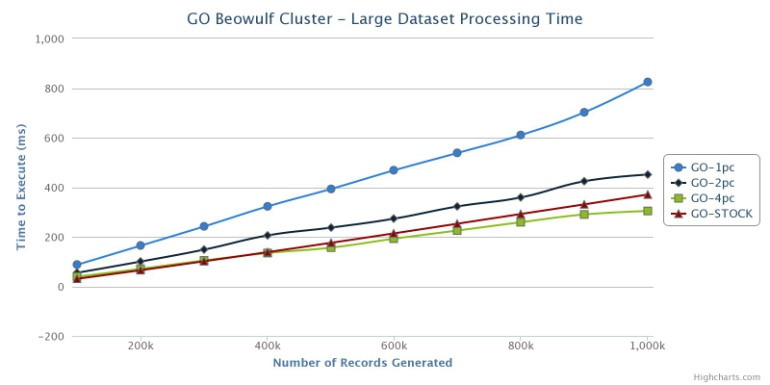 GO Beowulf Cluster – Large Dataset Processing Time
1,000
800
600
400
200
0
−200
Time to Execute (ms)
200k
400k
600k
800k
1,000k
Number of Records Generated
GO-1pc
GO-2pc
GO-4pc
GO-STOCK
Highcharts.com